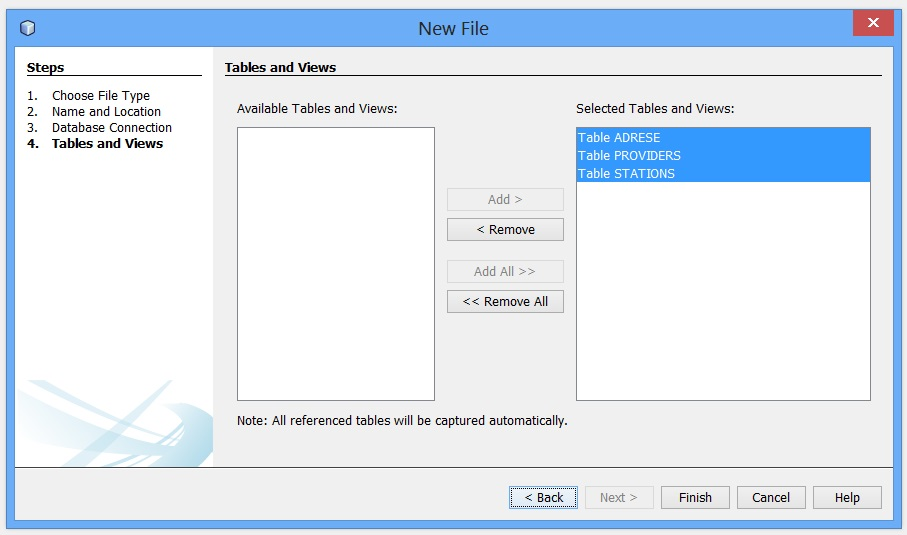 New File
Steps
1. Choose File Type
2. Name and Location
3. Database Connection
4. Tables and Views
Tables and Views
Available Tables and Views:
Add >
< Remove
Add All >>
<< Remove All
Selected Tables and Views:
Table ADRESE
Table PROVIDERS
Table STATIONS
Note: All referenced tables will be captured automatically.
< Back
Next >
Finish
Cancel
Help